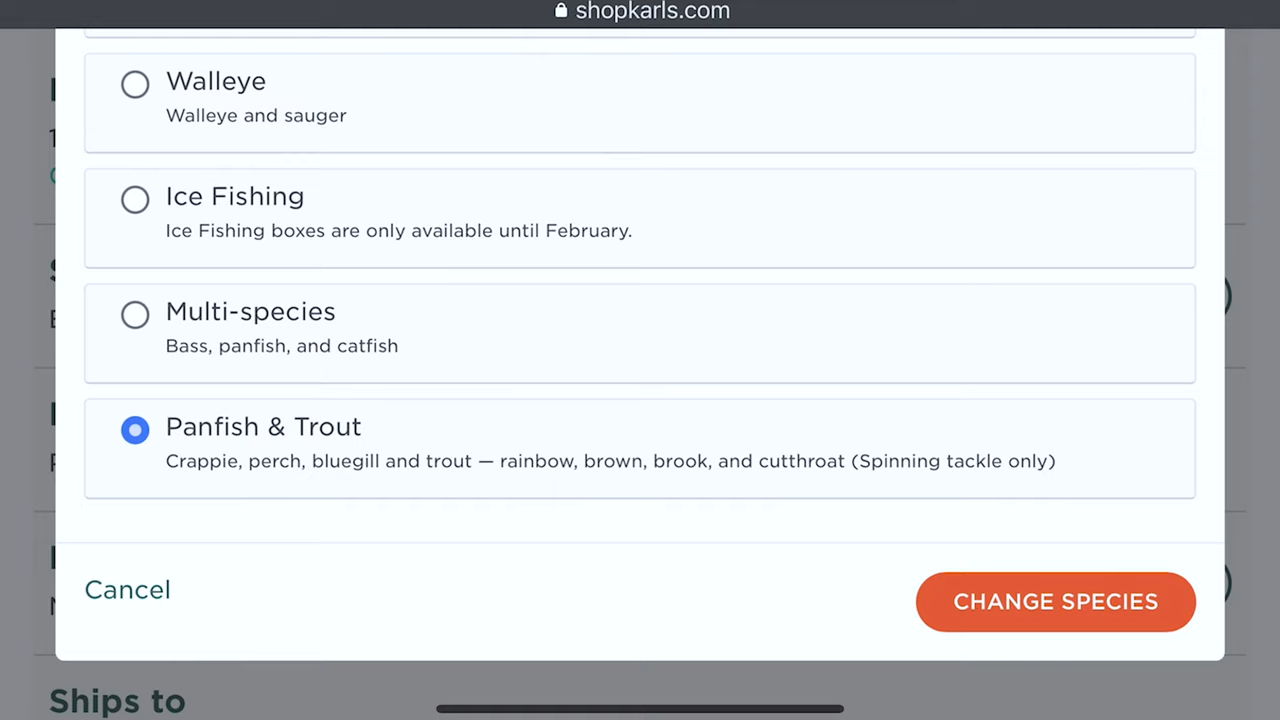 shopkarls.com
Walleye
Walleye and sauger
Ice Fishing
Ice Fishing boxes are only available until February.
Multi-species
Bass, panfish, and catfish
Panfish & Trout
Crappie, perch, bluegill and trout — rainbow, brown, brook, and cutthroat (Spinning tackle only)
Cancel
CHANGE SPECIES
Ships to